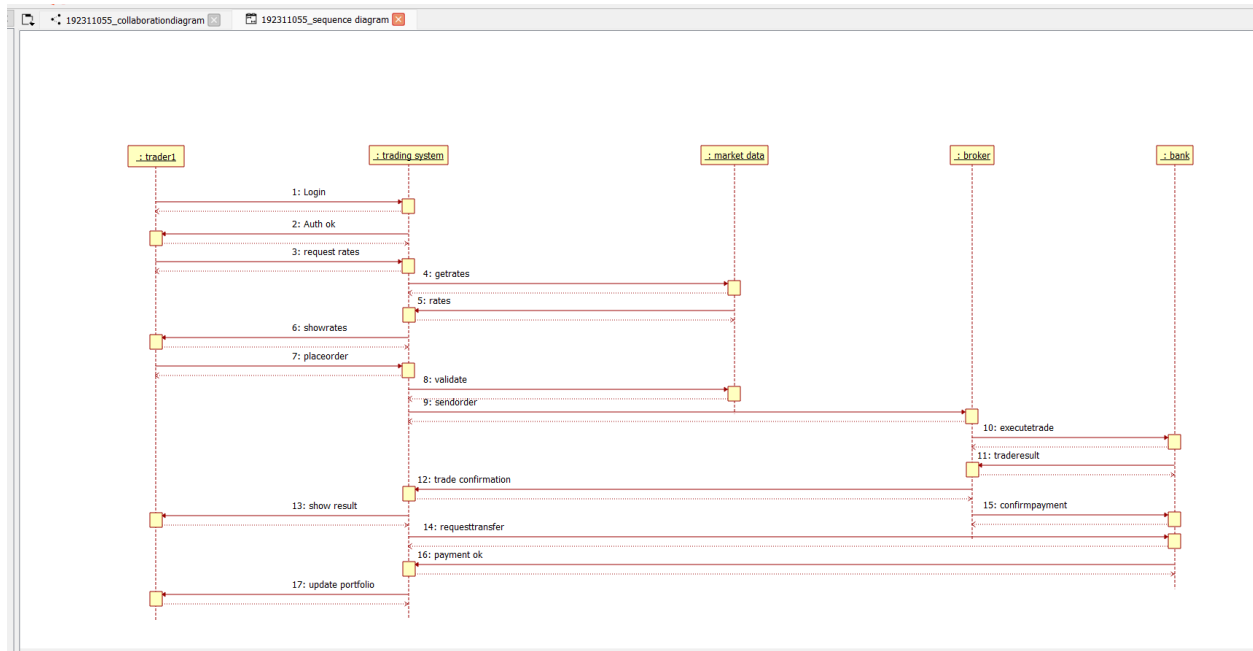 192311055_collaborationdiagram
192311055_sequence diagram
_: trader1
_: trading system
_: market data
_: broker
_: bank
1: Login
2: Auth ok
3: request rates
4: getrates
5: rates
6: showrates
7: placeorder
8: validate
9: sendorder
10: executetrade
11: traderesult
12: trade confirmation
13: show result
15: confirmpayment
14: requesttransfer
16: payment ok
17: update portfolio